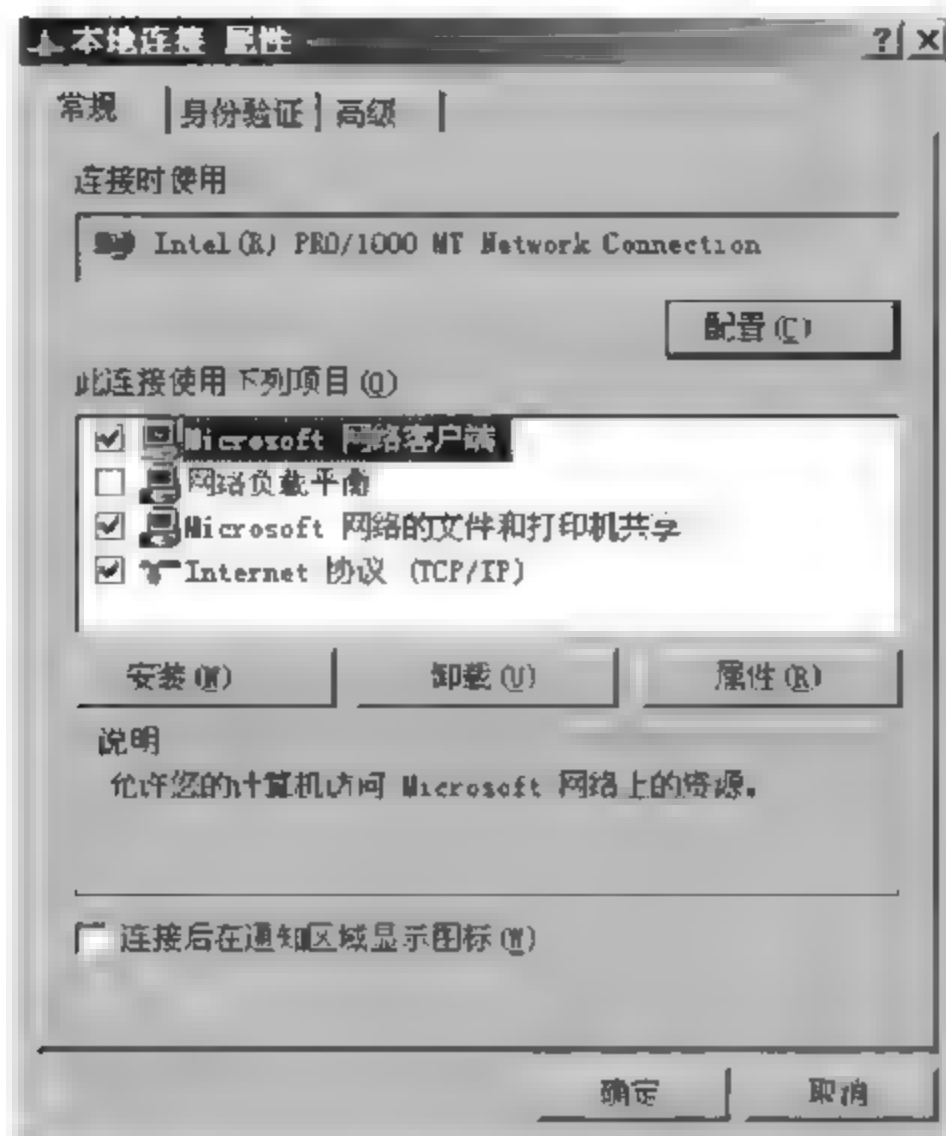 本地连接 属性
常规 身份验证 高级
连接时使用
Intel(R) PRO/1000 MT Network Connection
配置(C)
此连接使用下列项目(O)
Microsoft 网络客户端
网络负载平衡
Microsoft 网络的文件和打印机共享
Internet 协议 (TCP/IP)
安装(N) 卸载(U) 属性(R)
说明
允许您的计算机访问 Microsoft 网络上的资源。
连接后在通知区域显示图标(W)
确定 取消